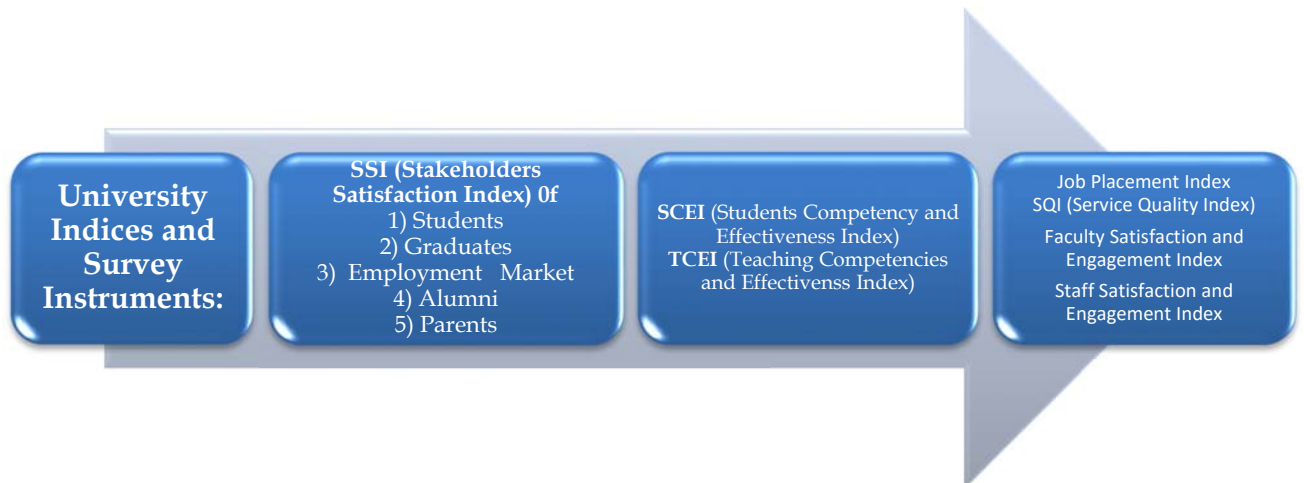 University
Indices and
Survey
Instruments:
SSI (Stakeholders
Satisfaction Index) 0f
1) Students
2) Graduates
3) Employment Market
4) Alumni
5) Parents
SCEI (Students Competency and
Effectiveness Index)
TCEI (Teaching Competencies
and Effectivenss Index)
Job Placement Index
SQI (Service Quality Index)
Faculty Satisfaction and
Engagement Index
Staff Satisfaction and
Engagement Index